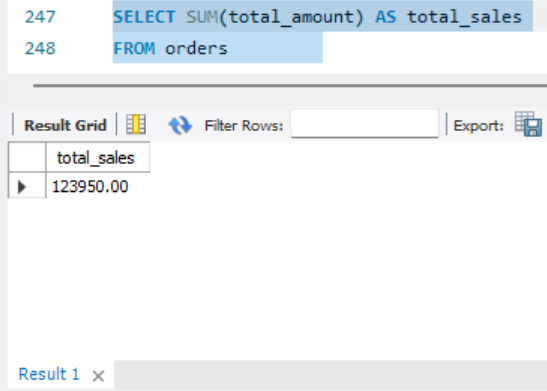 247 SELECT SUM(total_amount) AS total_sales
248 FROM orders
Result Grid Filter Rows: Export:
total_sales
123950.00
Result 1 ×